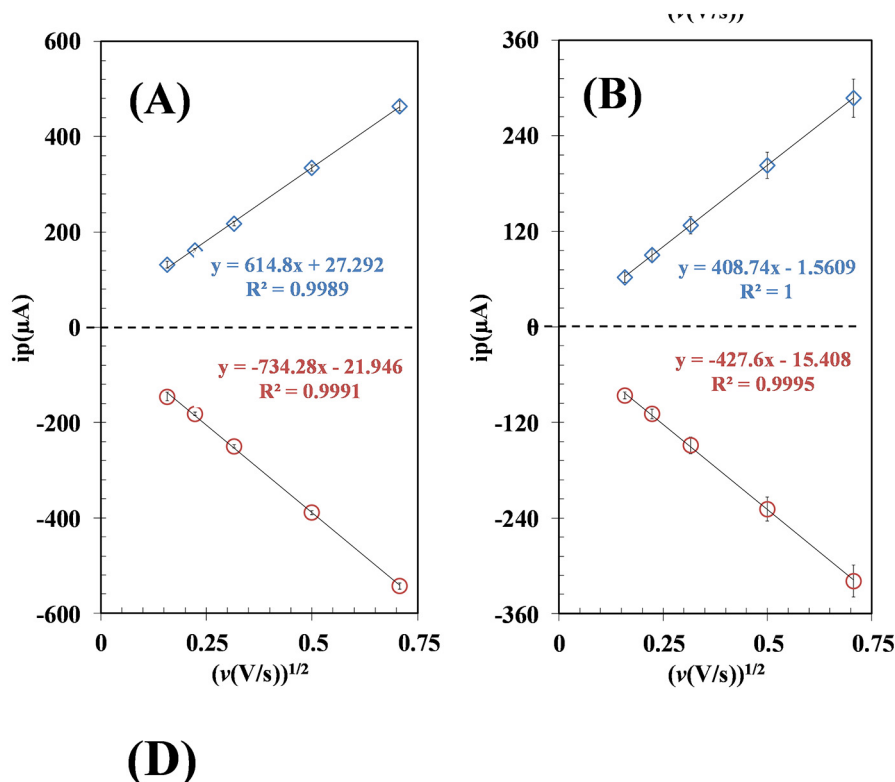 (ν(V/s))
(A)
600
400
200
0
-200
-400
-600
ip(µA)
y = 614.8x + 27.292
R² = 0.9989
y = -734.28x - 21.946
R² = 0.9991
0
0.25
0.5
0.75
(ν(V/s))¹/²
(B)
360
240
120
0
-120
-240
-360
ip(µA)
y = 408.74x - 1.5609
R² = 1
y = -427.6x - 15.408
R² = 0.9995
0
0.25
0.5
0.75
(ν(V/s))¹/²
(D)